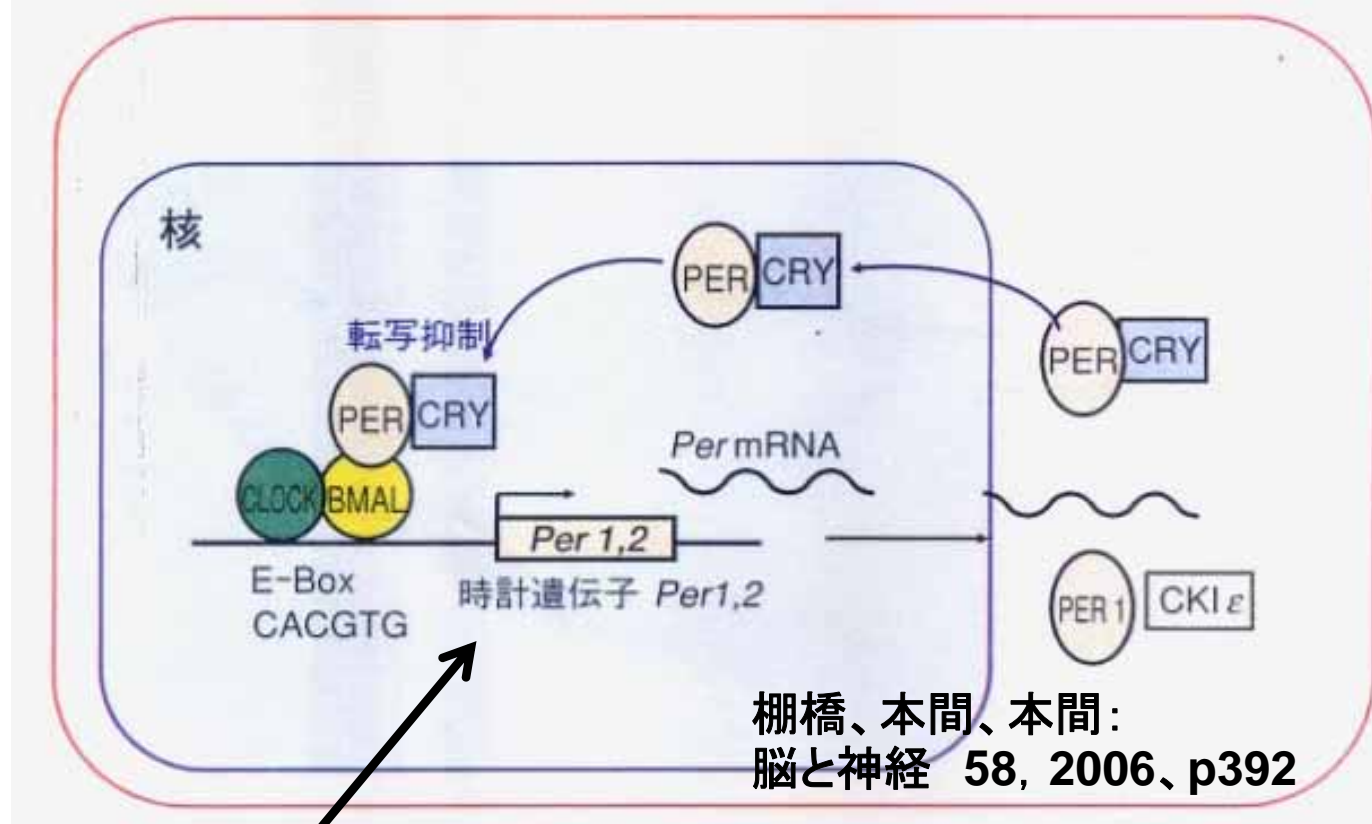 核
PER CRY
PER CRY
転写抑制
PER CRY
Per mRNA
CLOCK BMAL
Per 1,2
E-Box
CACGTG
時計遺伝子 Per1,2
PER 1 CKIε
棚橋、本間、本間：
脳と神経 58, 2006、p392